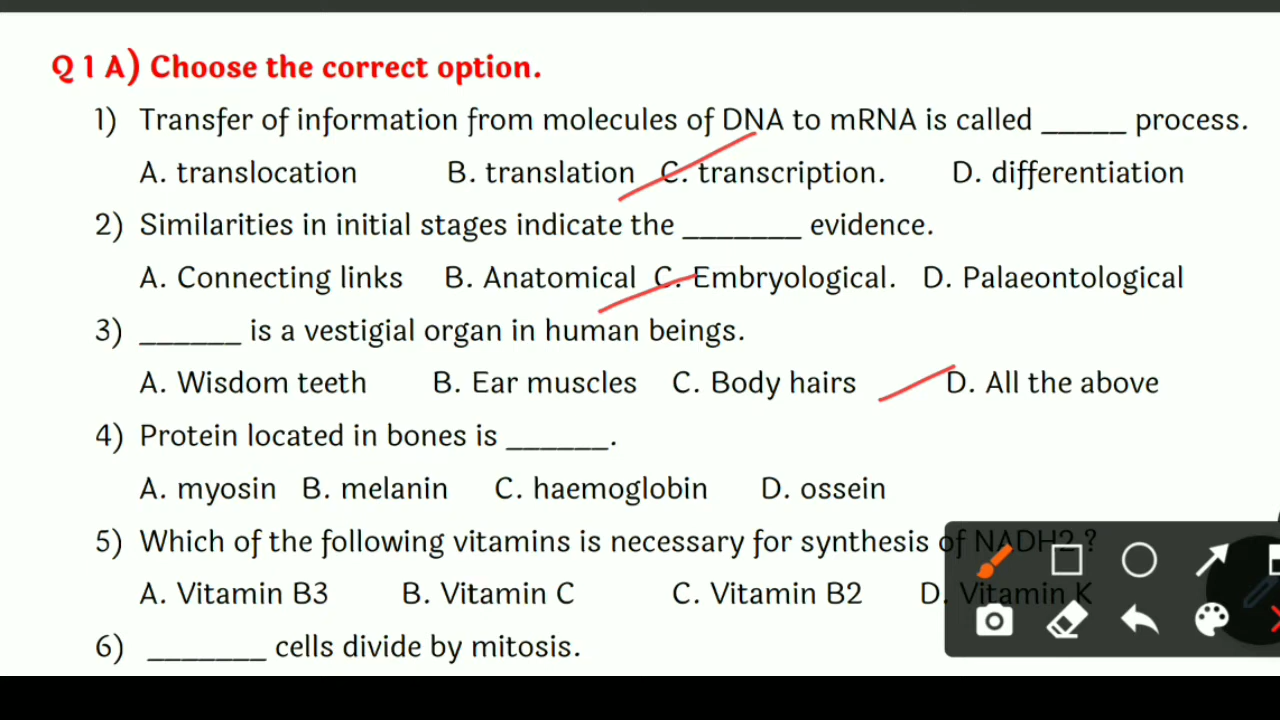 Q 1 A) Choose the correct option.
1) Transfer of information from molecules of DNA to mRNA is called _____ process.
A. translocation B. translation C. transcription. D. differentiation
2) Similarities in initial stages indicate the _______ evidence.
A. Connecting links B. Anatomical C. Embryological. D. Palaeontological
3) ______ is a vestigial organ in human beings.
A. Wisdom teeth B. Ear muscles C. Body hairs D. All the above
4) Protein located in bones is ______.
A. myosin B. melanin C. haemoglobin D. ossein
5) Which of the following vitamins is necessary for synthesis of NADH2 ?
A. Vitamin B3 B. Vitamin C C. Vitamin B2 D. Vitamin K
6) _______ cells divide by mitosis.